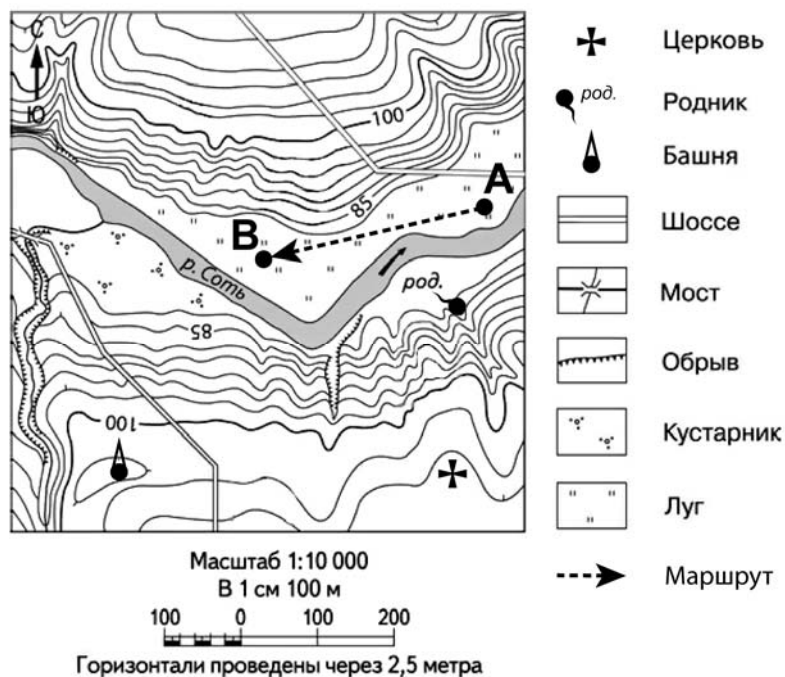 С
Ю
100
85
А
В
р. Соть
род.
85
100
Церковь
род.
Родник
Башня
Шоссе
Мост
Обрыв
Кустарник
Луг
Маршрут
Масштаб 1:10 000
В 1 см 100 м
100 0 100 200
Горизонтали проведены через 2,5 метра